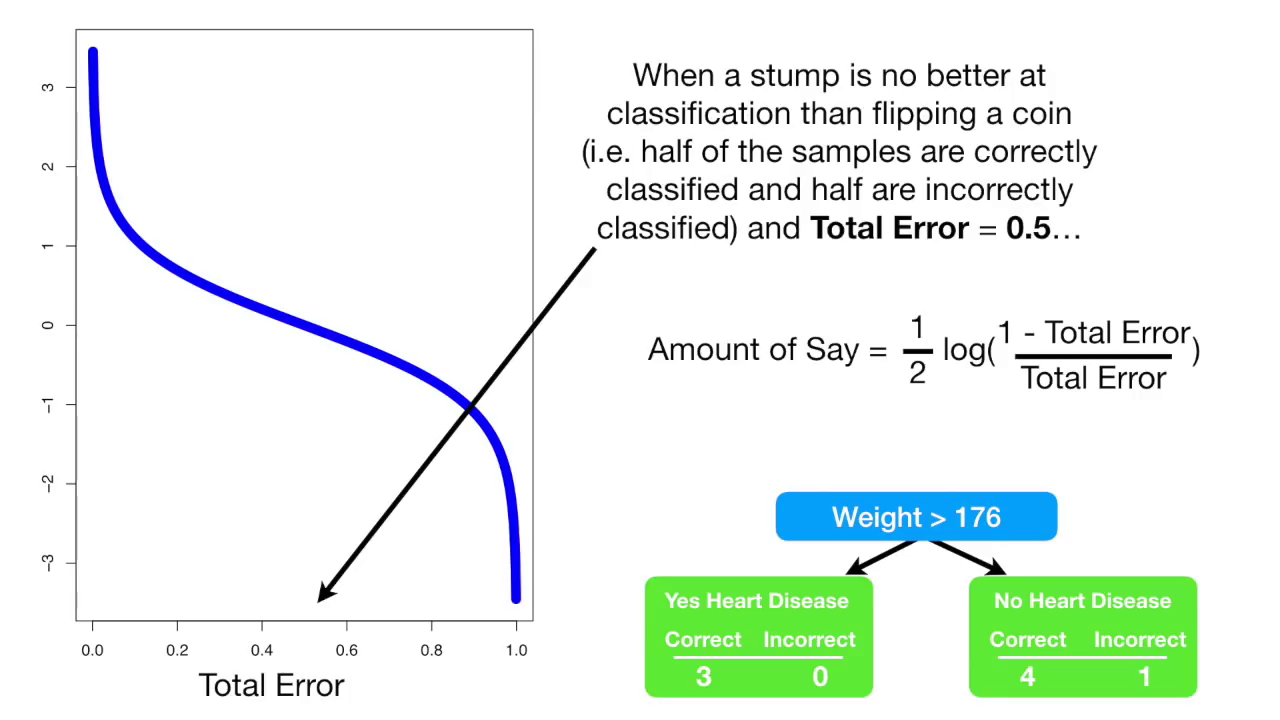 When a stump is no better at
classification than flipping a coin
(i.e. half of the samples are correctly
classified and half are incorrectly
classified) and Total Error = 0.5…
3
2
1
0
-1
-2
-3
0.0 0.2 0.4 0.6 0.8 1.0
Total Error
Amount of Say = 1/2 log(1 - Total Error/Total Error)
Weight > 176
Yes Heart Disease
Correct Incorrect
3 0
No Heart Disease
Correct Incorrect
4 1